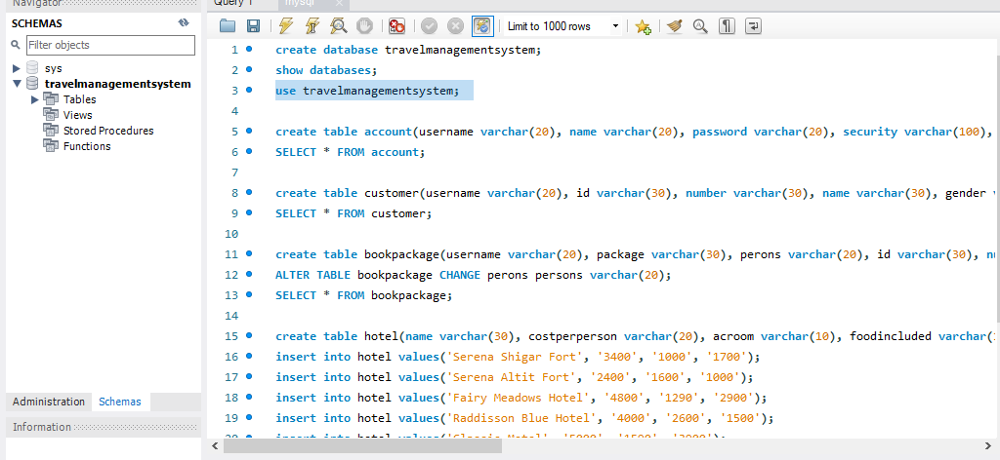 Navigator
Query 1 mysql
SCHEMAS
Limit to 1000 rows
Filter objects
sys
travelmanagementsystem
Tables
Views
Stored Procedures
Functions
1 create database travelmanagementsystem;
2 show databases;
3 use travelmanagementsystem;
4
5 create table account(username varchar(20), name varchar(20), password varchar(20), security varchar(100),
6 SELECT * FROM account;
7
8 create table customer(username varchar(20), id varchar(30), number varchar(30), name varchar(30), gender
9 SELECT * FROM customer;
10
11 create table bookpackage(username varchar(20), package varchar(30), perons varchar(20), id varchar(30),
12 ALTER TABLE bookpackage CHANGE perons persons varchar(20);
13 SELECT * FROM bookpackage;
14
15 create table hotel(name varchar(30), costperperson varchar(20), acroom varchar(10), foodincluded varchar(
16 insert into hotel values('Serena Shigar Fort', '3400', '1000', '1700');
17 insert into hotel values('Serena Altit Fort', '2400', '1600', '1000');
18 insert into hotel values('Fairy Meadows Hotel', '4800', '1290', '2900');
19 insert into hotel values('Raddisson Blue Hotel', '4000', '2600', '1500');
20 insert into hotel values(
Administration Schemas
Information